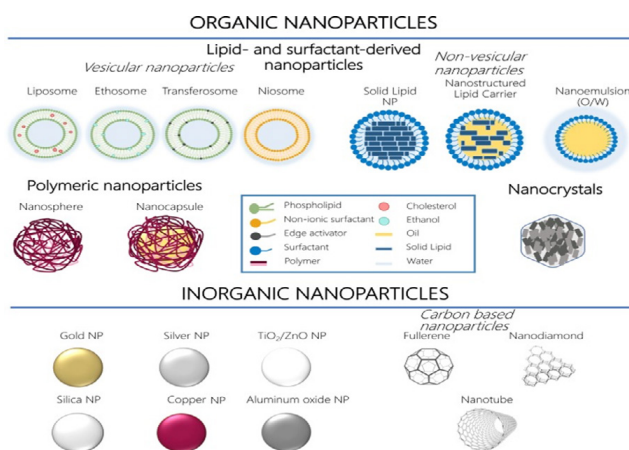 ORGANIC NANOPARTICLES
Lipid- and surfactant-derived
nanoparticles
Vesicular nanoparticles
Non-vesicular
nanoparticles
Liposome
Ethosome
Transferosome
Niosome
Solid Lipid
NP
Nanostructured
Lipid Carrier
Nanoemulsion
(O/W)
Polymeric nanoparticles
Nanosphere
Nanocapsule
Phospholipid
Non-ionic surfactant
Edge activator
Surfactant
Polymer
Cholesterol
Ethanol
Oil
Solid Lipid
Water
Nanocrystals
INORGANIC NANOPARTICLES
Gold NP
Silver NP
TiO₂/ZnO NP
Silica NP
Copper NP
Aluminum oxide NP
Carbon based
nanoparticles
Fullerene
Nanodiamond
Nanotube